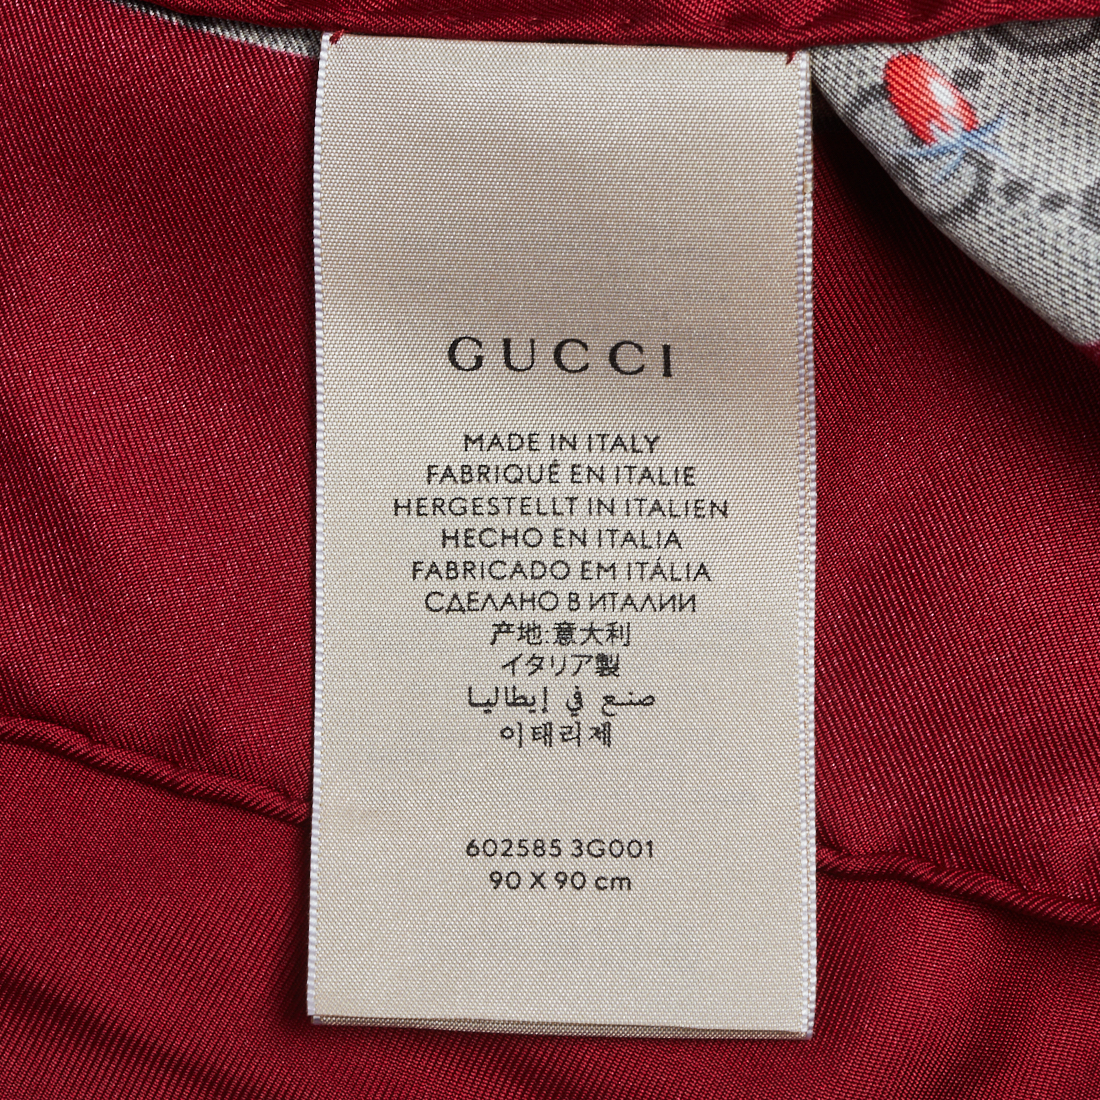 GUCCI
MADE IN ITALY
FABRIQUÉ EN ITALIE
HERGESTELLT IN ITALIEN
HECHO EN ITALIA
FABRICADO EM ITÁLIA
СДЕЛАНО В ИТАЛИИ
产地:意大利
イタリア製
صنع في إيطاليا
이태리제
602585 3G001
90 X 90 cm